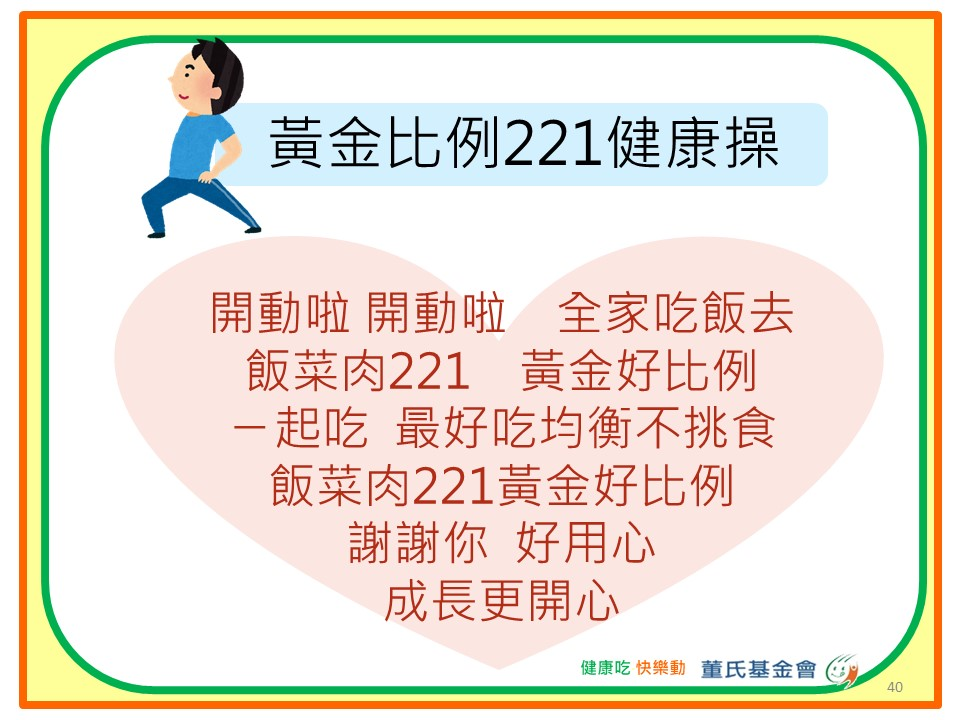 黃金比例221健康操
開動啦 開動啦　全家吃飯去
飯菜肉221　黃金好比例
一起吃 最好吃均衡不挑食
飯菜肉221黃金好比例
謝謝你 好用心
成長更開心
健康吃 快樂動 董氏基金會
40